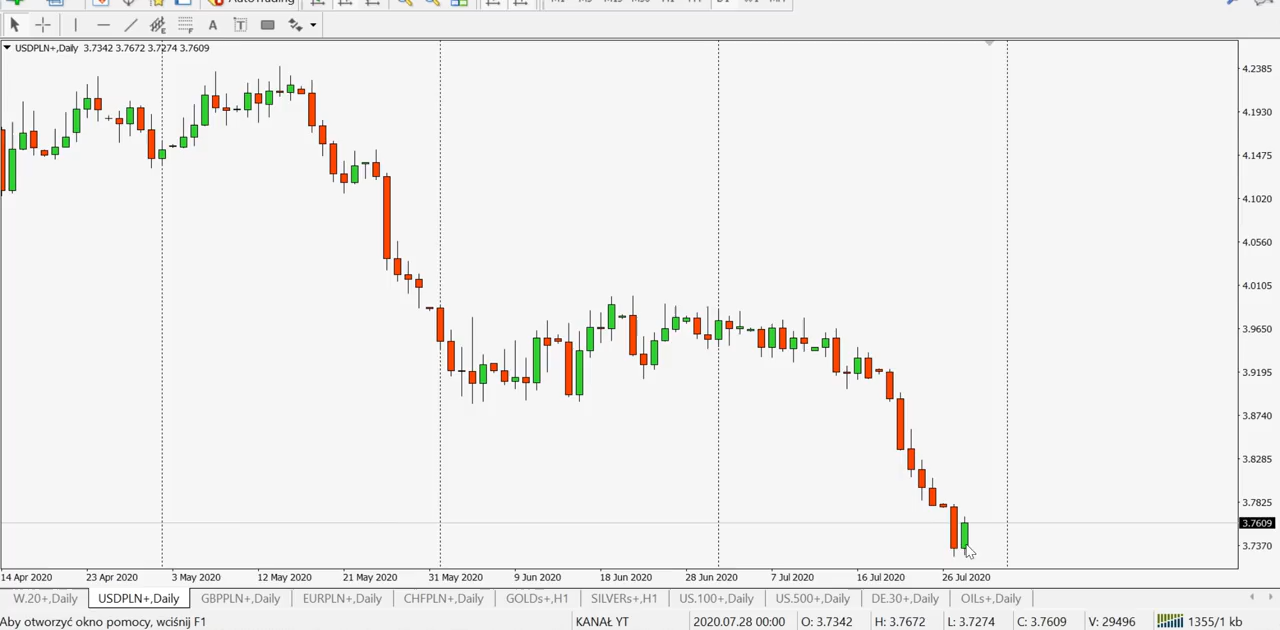 AutoTrading
A T
USDPLN+,Daily 3.7342 3.7672 3.7274 3.7609
4.2385
4.1930
4.1475
4.1020
4.0560
4.0105
3.9650
3.9195
3.8740
3.8285
3.7825
3.7609
3.7370
14 Apr 2020 23 Apr 2020 3 May 2020 12 May 2020 21 May 2020 31 May 2020 9 Jun 2020 18 Jun 2020 28 Jun 2020 7 Jul 2020 16 Jul 2020 26 Jul 2020
W.20+,Daily USDPLN+,Daily GBPPLN+,Daily EURPLN+,Daily CHFPLN+,Daily GOLDs+,H1 SILVERs+,H1 US.100+,Daily US.500+,Daily DE.30+,Daily OILs+,Daily
Aby otworzyć okno pomocy, wciśnij F1 KANAŁ YT 2020.07.28 00:00 O: 3.7342 H: 3.7672 L: 3.7274 C: 3.7609 V: 29496 1355/1 kb